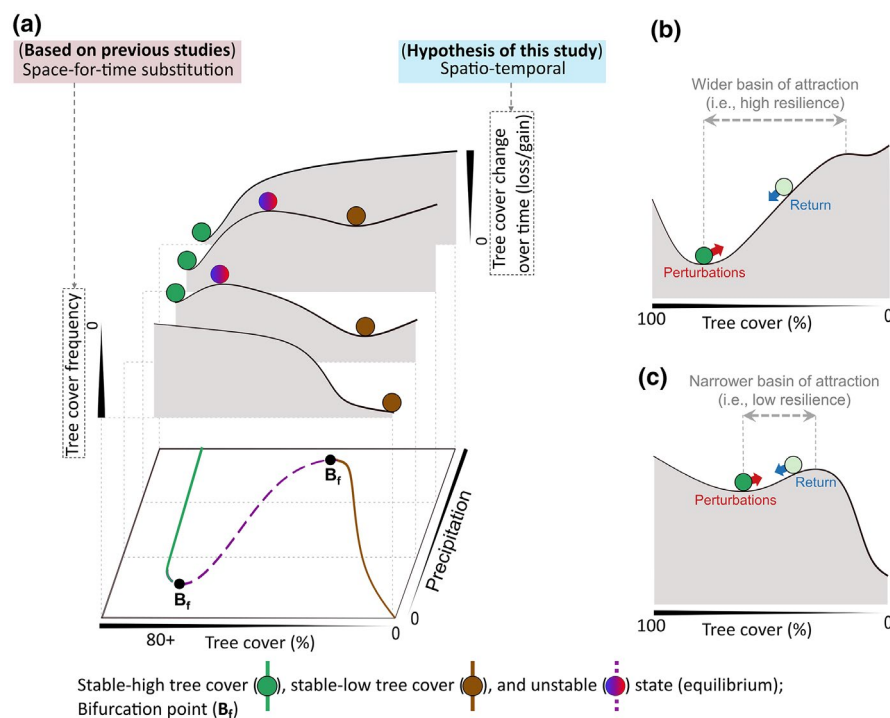 (a)
(Based on previous studies)
Space-for-time substitution
(Hypothesis of this study)
Spatio-temporal
Tree cover change
over time (loss/gain)
0
Tree cover frequency
0
Bf
Bf
Precipitation
0
80+
Tree cover (%)
0
(b)
Wider basin of attraction
(i.e., high resilience)
Return
Perturbations
100
Tree cover (%)
0
(c)
Narrower basin of attraction
(i.e., low resilience)
Perturbations
Return
100
Tree cover (%)
0
Stable-high tree cover ( ), stable-low tree cover ( ), and unstable ( ) state (equilibrium);
Bifurcation point (Bf)